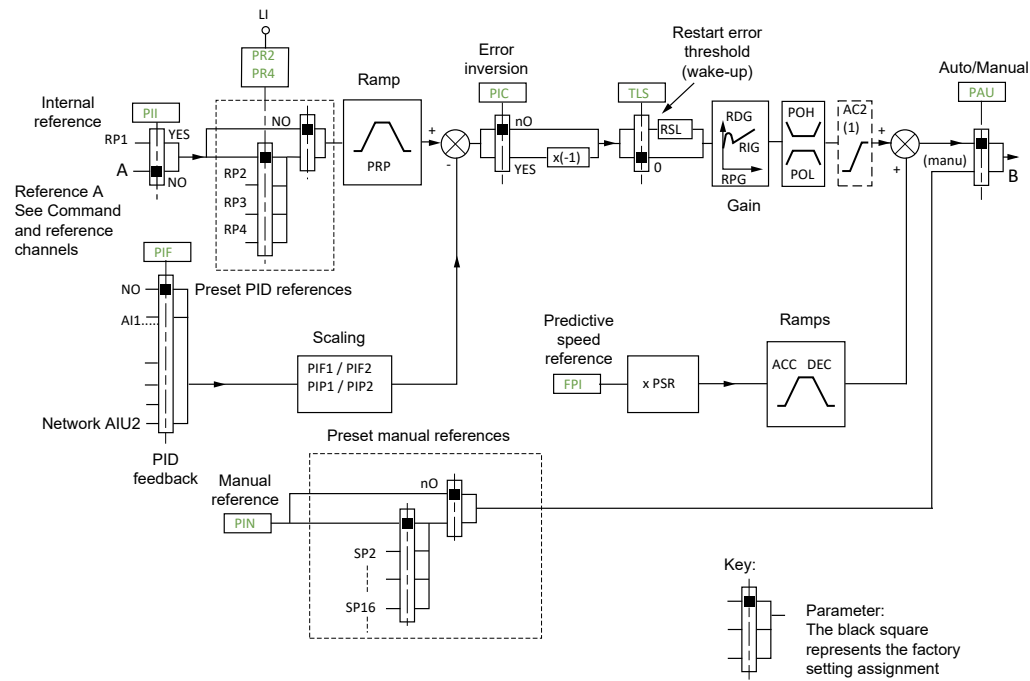 LI
PR2
PR4
Internal
reference
PII
RP1
YES
A
NO
Reference A
See Command
and reference
channels
NO
RP2
RP3
RP4
Preset PID references
Ramp
PRP
+
-
Error
inversion
PIC
nO
YES
x(-1)
Restart error
threshold
(wake-up)
TLS
RSL
0
RDG
RIG
RPG
Gain
POH
POL
AC2
(1)
+
+
Auto/Manual
PAU
(manu)
B
PIF
NO
AI1.....
Network AIU2
PID
feedback
Scaling
PIF1 / PIF2
PIP1 / PIP2
Predictive
speed
reference
FPI
x PSR
Ramps
ACC DEC
Preset manual references
Manual
reference
PIN
nO
SP2
SP16
Key:
Parameter:
The black square
represents the factory
setting assignment